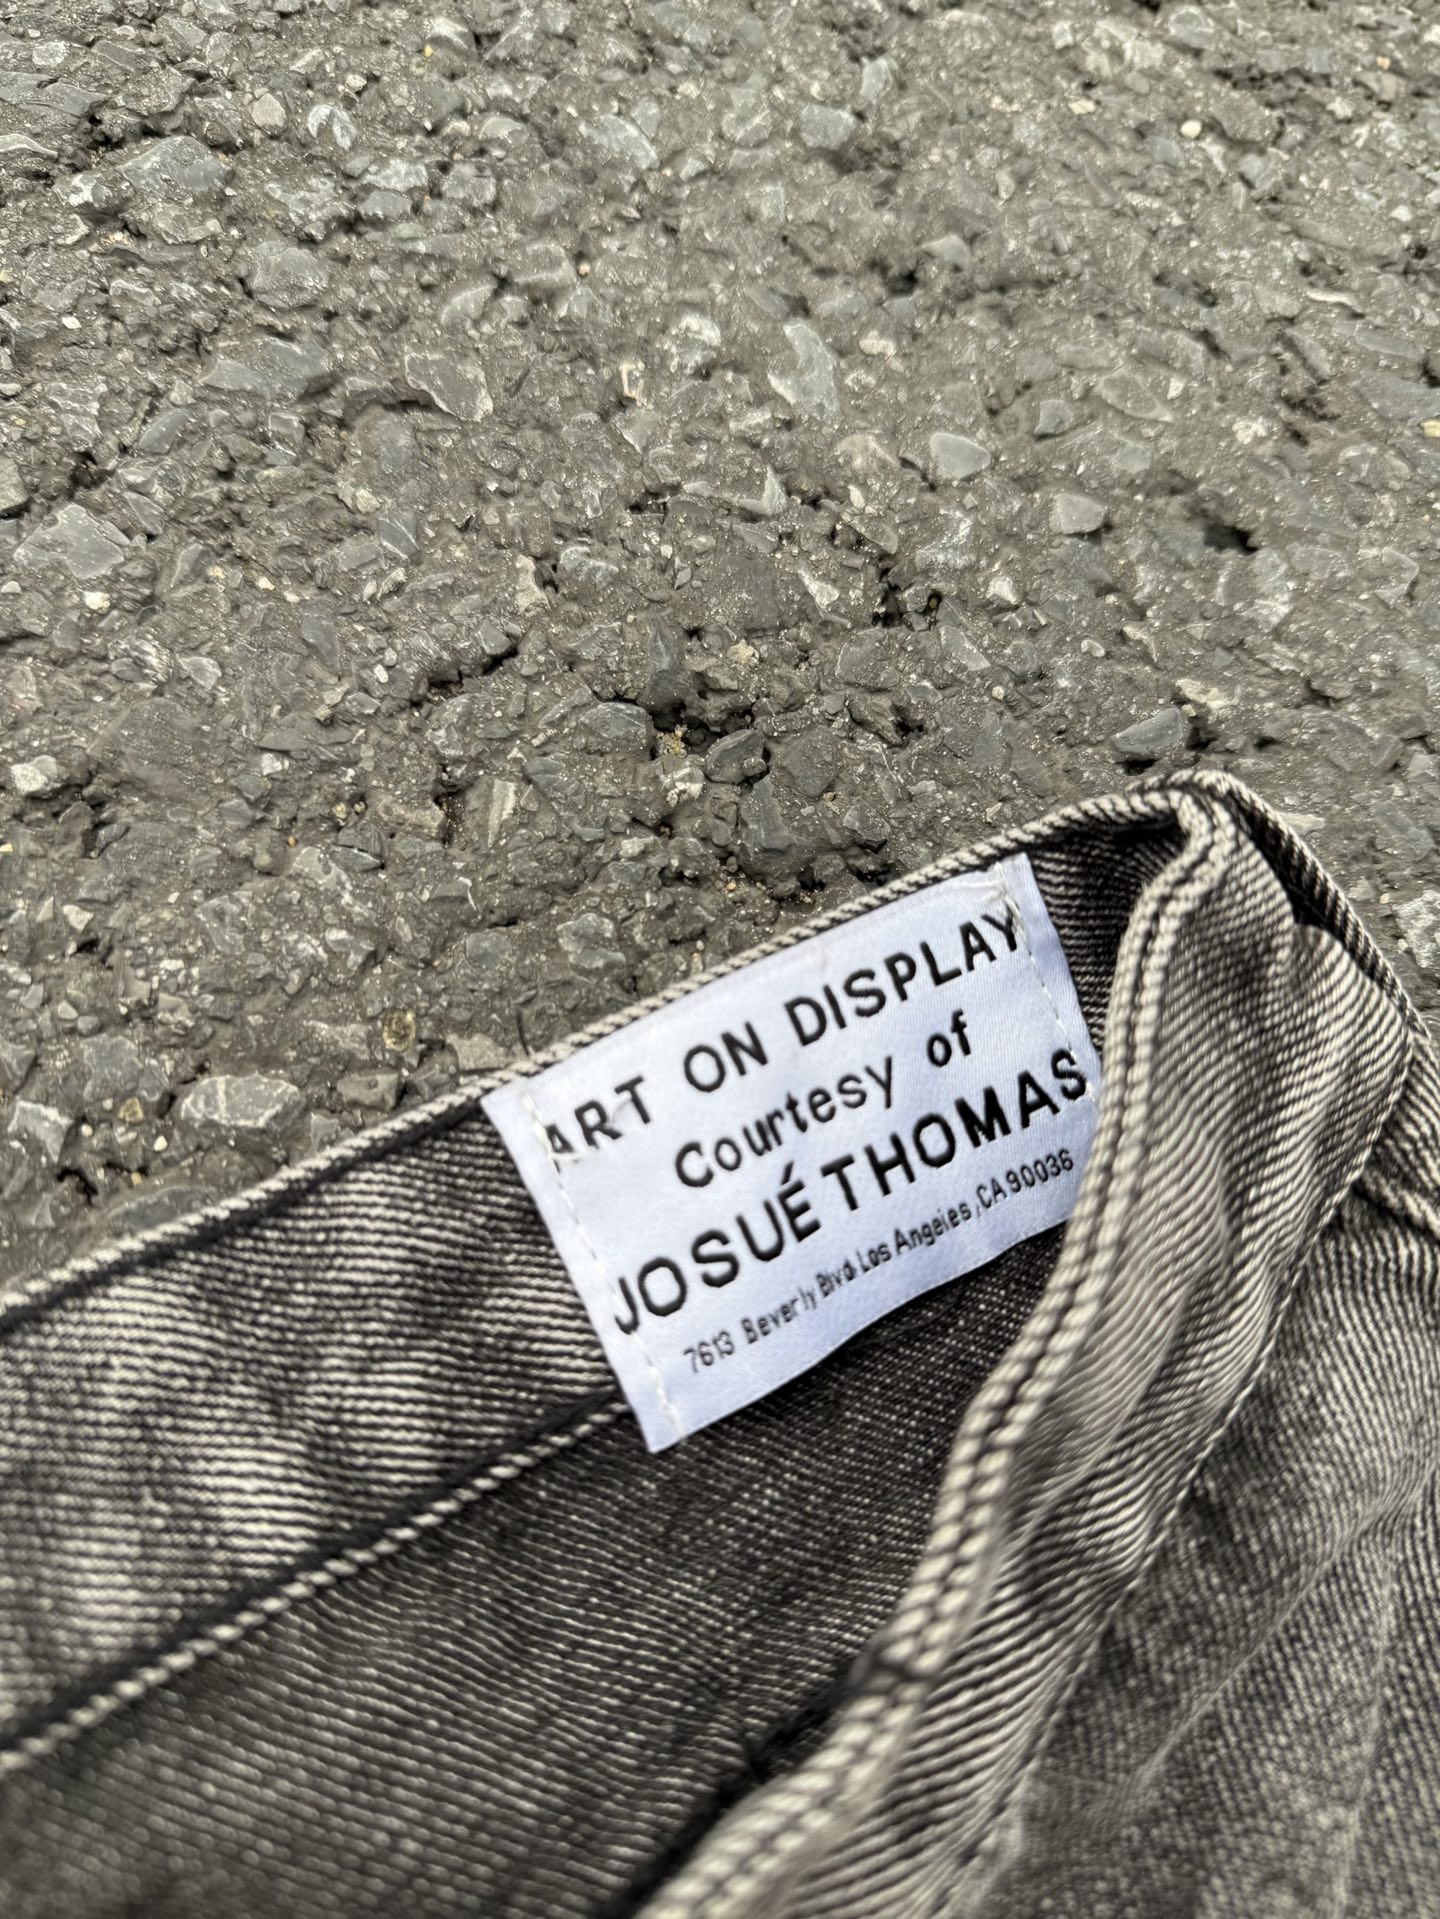 ART ON DISPLAY
Courtesy of
JOSUÉ THOMAS
7613 Beverly Blvd Los Angeles, CA 90036